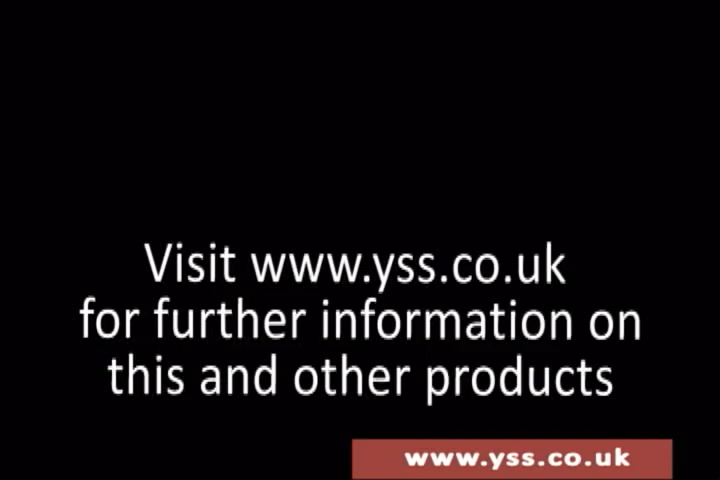 Visit www.yss.co.uk
for further information on
this and other products
www.yss.co.uk